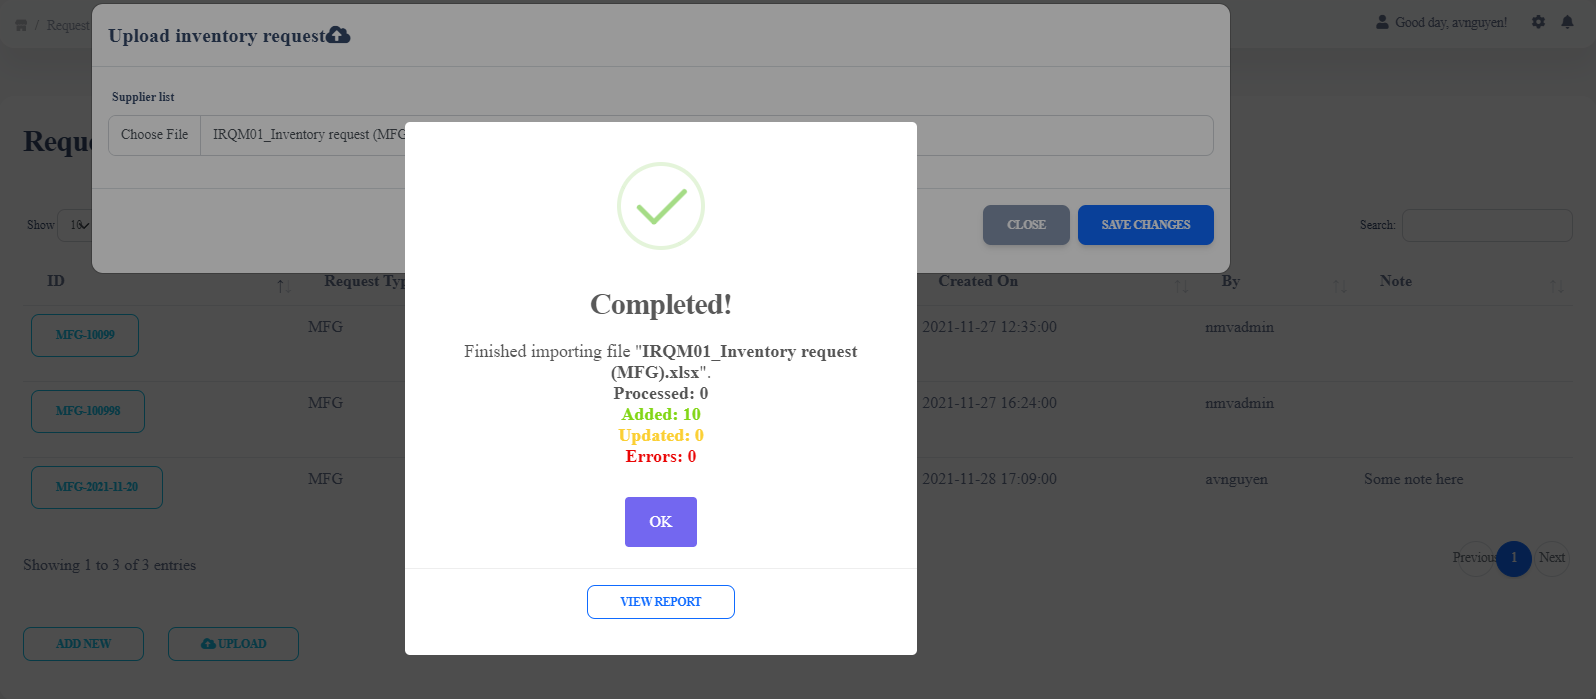 / Request
Good day, avnguyen!
Upload inventory request
Supplier list
Choose File
IRQM01_Inventory request (MFG
CLOSE
SAVE CHANGES
Show
10
Search:
ID
Request Typ
Created On
By
Note
MFG-10099
MFG
2021-11-27 12:35:00
nmvadmin
MFG-100998
MFG
2021-11-27 16:24:00
nmvadmin
MFG-2021-11-20
MFG
2021-11-28 17:09:00
avnguyen
Some note here
Showing 1 to 3 of 3 entries
Previous
1
Next
ADD NEW
UPLOAD
Completed!
Finished importing file "IRQM01_Inventory request
(MFG).xlsx".
Processed: 0
Added: 10
Updated: 0
Errors: 0
OK
VIEW REPORT